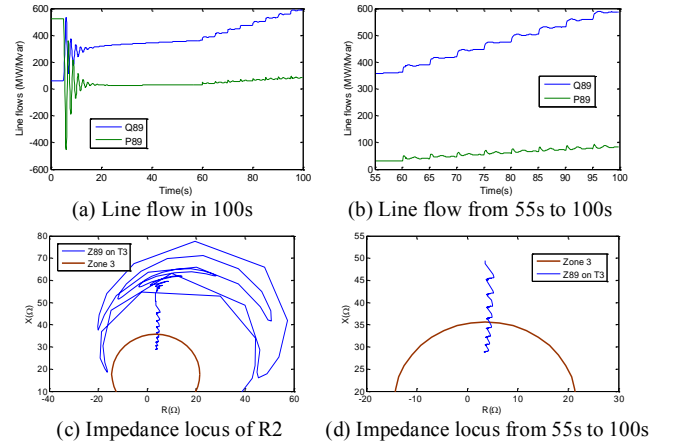 Line flows (MW/Mvar)
600
400
200
0
200
400
600
0
20
40
60
80
100
Time(s)
Q89
P89
(a) Line flow in 100s
Line flows (MW/Mvar)
600
500
400
300
200
100
0
55
60
65
70
75
80
85
90
95
100
Time(s)
Q89
P89
(b) Line flow from 55s to 100s
X(Ω)
80
70
60
50
40
30
20
10
-40
-20
0
20
40
60
R(Ω)
Z89 on T3
Zone 3
(c) Impedance locus of R2
X(Ω)
60
50
40
30
20
10
-20
-10
0
10
20
30
R(Ω)
Zone 3
Z89 on T3
(d) Impedance locus from 55s to 100s